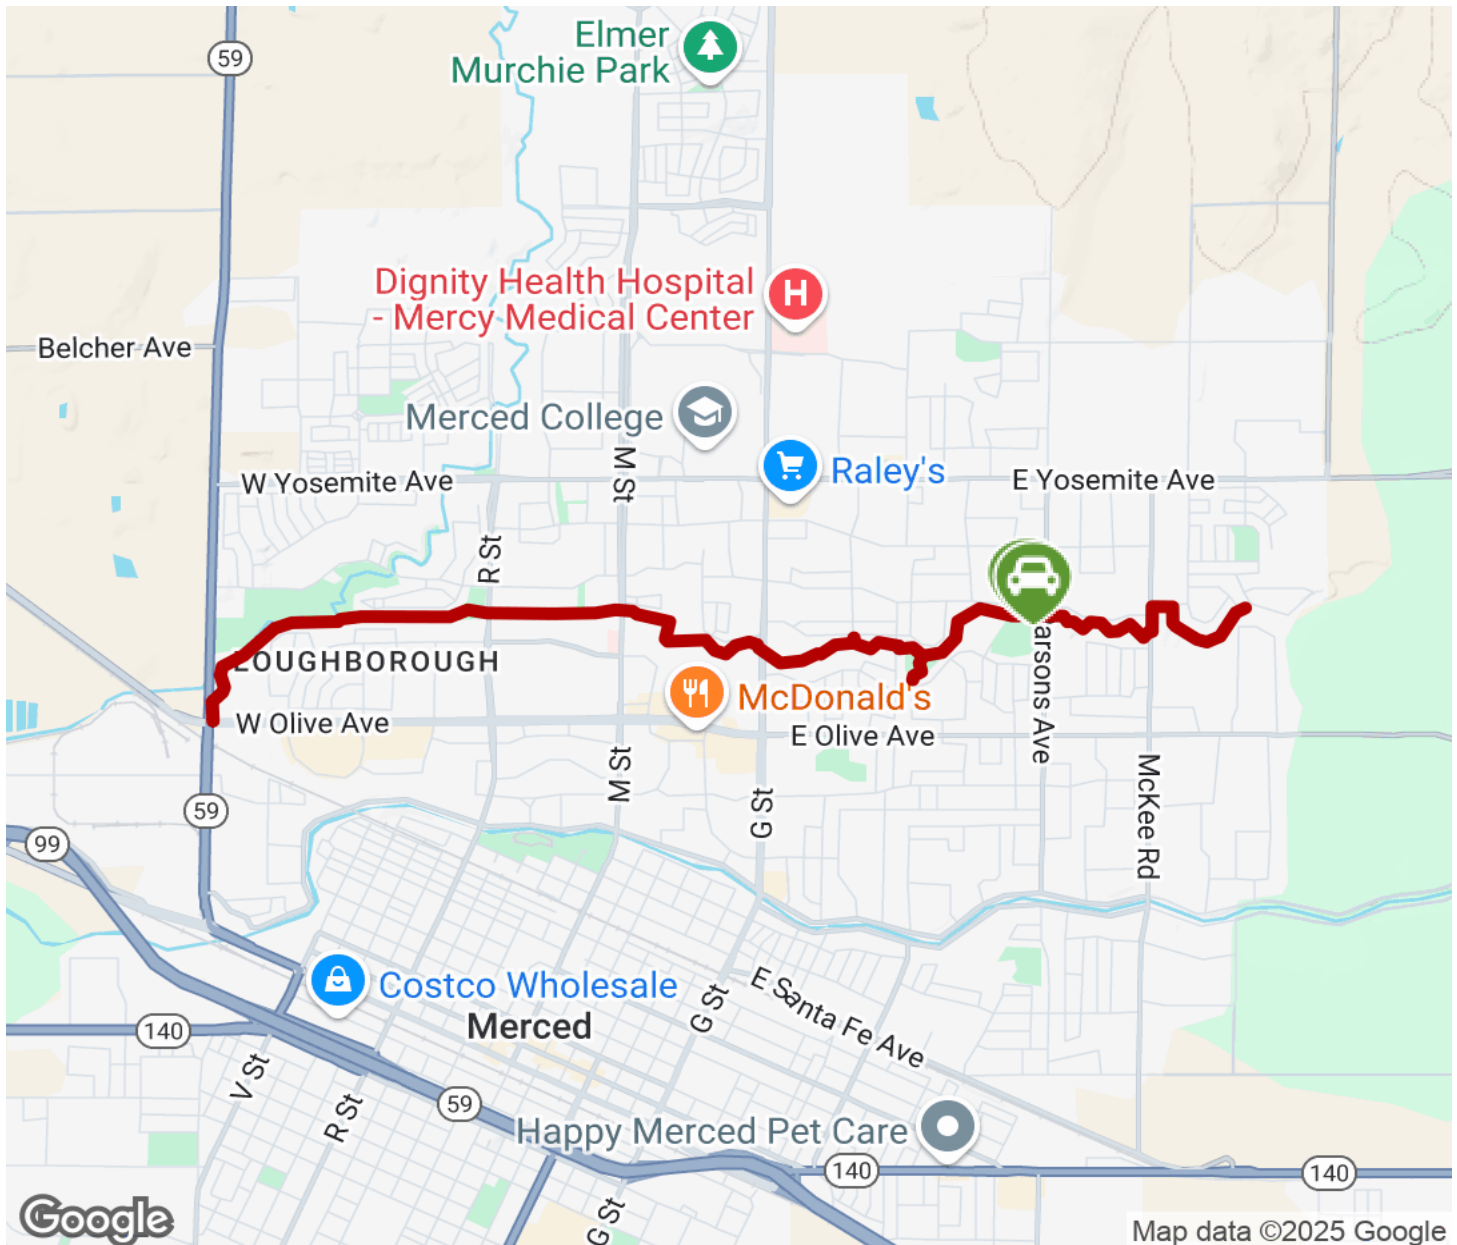 59
Elmer
Murchie Park
Dignity Health Hospital
- Mercy Medical Center
H
Belcher Ave
Merced College
M St
Raley's
W Yosemite Ave
E Yosemite Ave
R St
LOUGHBOROUGH
McDonald's
arsons Ave
W Olive Ave
E Olive Ave
M St
G St
McKee Rd
59
99
Costco Wholesale
Merced
E Santa Fe Ave
G St
140
V St
R St
59
Happy Merced Pet Care
140
140
G St
Google
Map data ©2025 Google